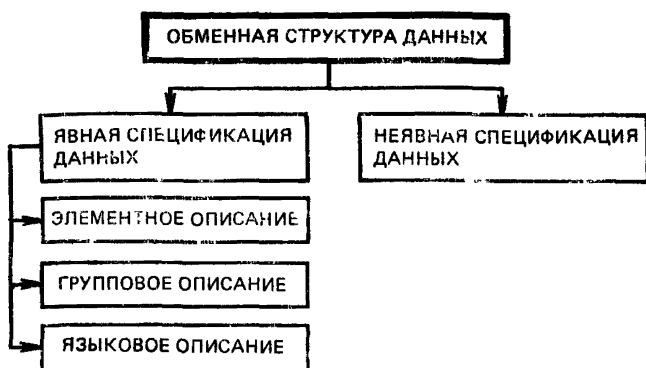 ОБМЕННАЯ СТРУКТУРА ДАННЫХ
ЯВНАЯ СПЕЦИФИКАЦИЯ
ДАННЫХ
НЕЯВНАЯ СПЕЦИФИКАЦИЯ
ДАННЫХ
ЭЛЕМЕНТНОЕ ОПИСАНИЕ
ГРУППОВОЕ ОПИСАНИЕ
ЯЗЫКОВОЕ ОПИСАНИЕ